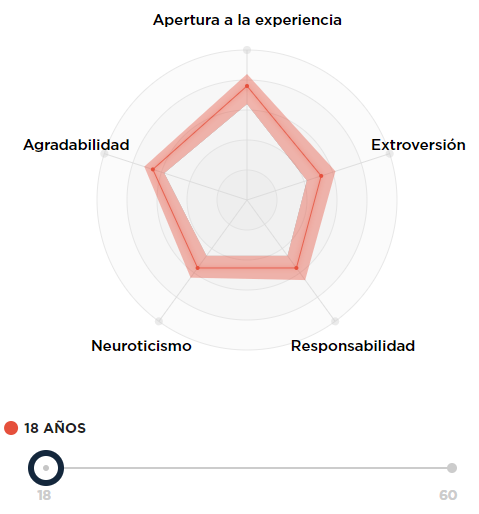 Apertura a la experiencia
Agradabilidad
Extroversión
Neuroticismo
Responsabilidad
18 AÑOS
18
60